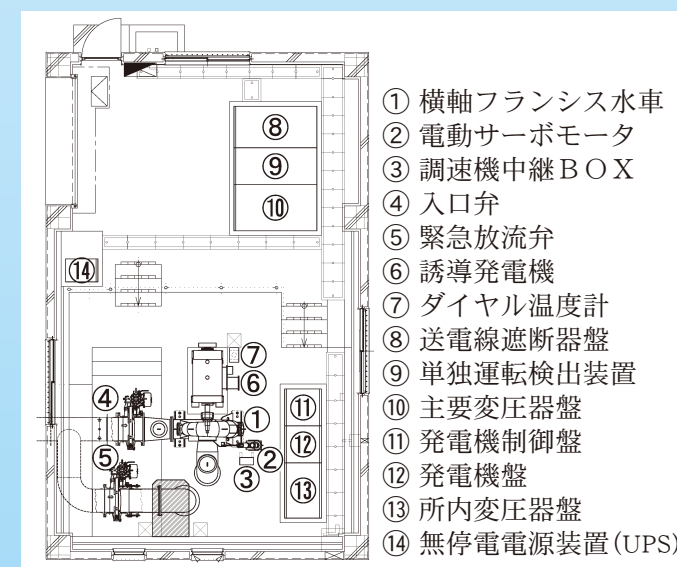 ⑧
⑨
⑩
⑭
⑦
⑥
④
①
⑪
⑫
②
⑤
③
⑬
① 横軸フランシス水車
② 電動サーボモータ
③ 調速機中継BOX
④ 入口弁
⑤ 緊急放流弁
⑥ 誘導発電機
⑦ ダイヤル温度計
⑧ 送電線遮断器盤
⑨ 単独運転検出装置
⑩ 主要変圧器盤
⑪ 発電機制御盤
⑫ 発電機盤
⑬ 所内変圧器盤
⑭ 無停電電源装置(UPS)